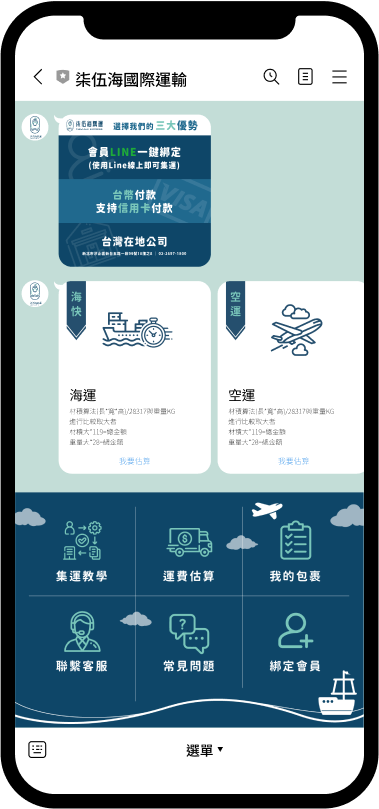 柒伍海國際運輸
柒伍海國際 選擇我們的三大優勢
會員LINE一鍵綁定
(使用Line線上即可集運)
台幣付款
支持信用卡付款
VISA
台灣在地公司
海快
海運
材積算法(長*寬*高)/28317與重量KG
進行比較取大者
材積大*119=總金額
重量大*28=總金額
我要估算
空運
空運
材積算法(長*寬*高)/28317與重量KG
進行比較取大者
材積大*119=總金額
重量大*28=總金額
我要估算
集運教學
運費估算
我的包裹
聯繫客服
常見問題
綁定會員
選單